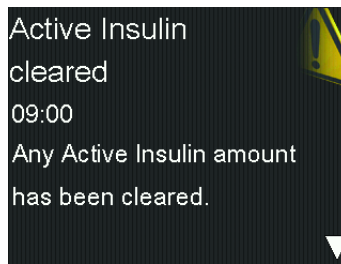 Active Insulin
cleared
09:00
Any Active Insulin amount
has been cleared.